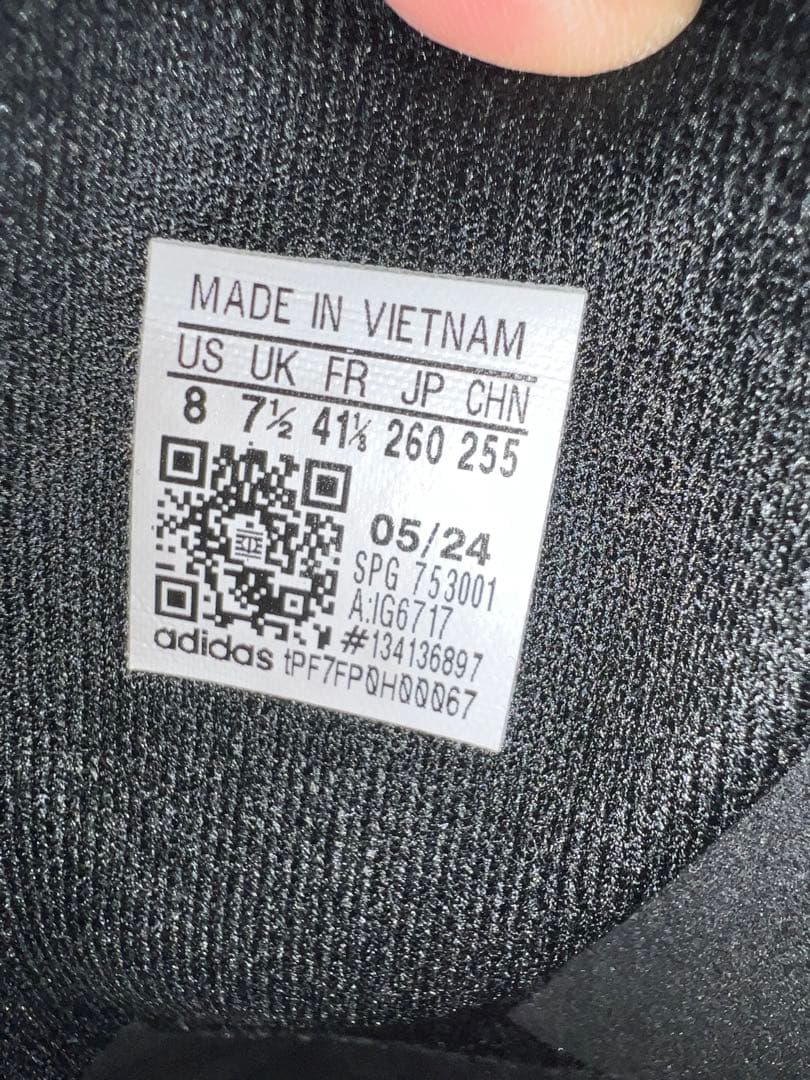 MADE IN VIETNAM
US UK FR JP CHN
8 7½ 41⅓ 260 255
05/24
SPG 753001
A:IG6717
#134136897
adidas tPF7FP0H00067